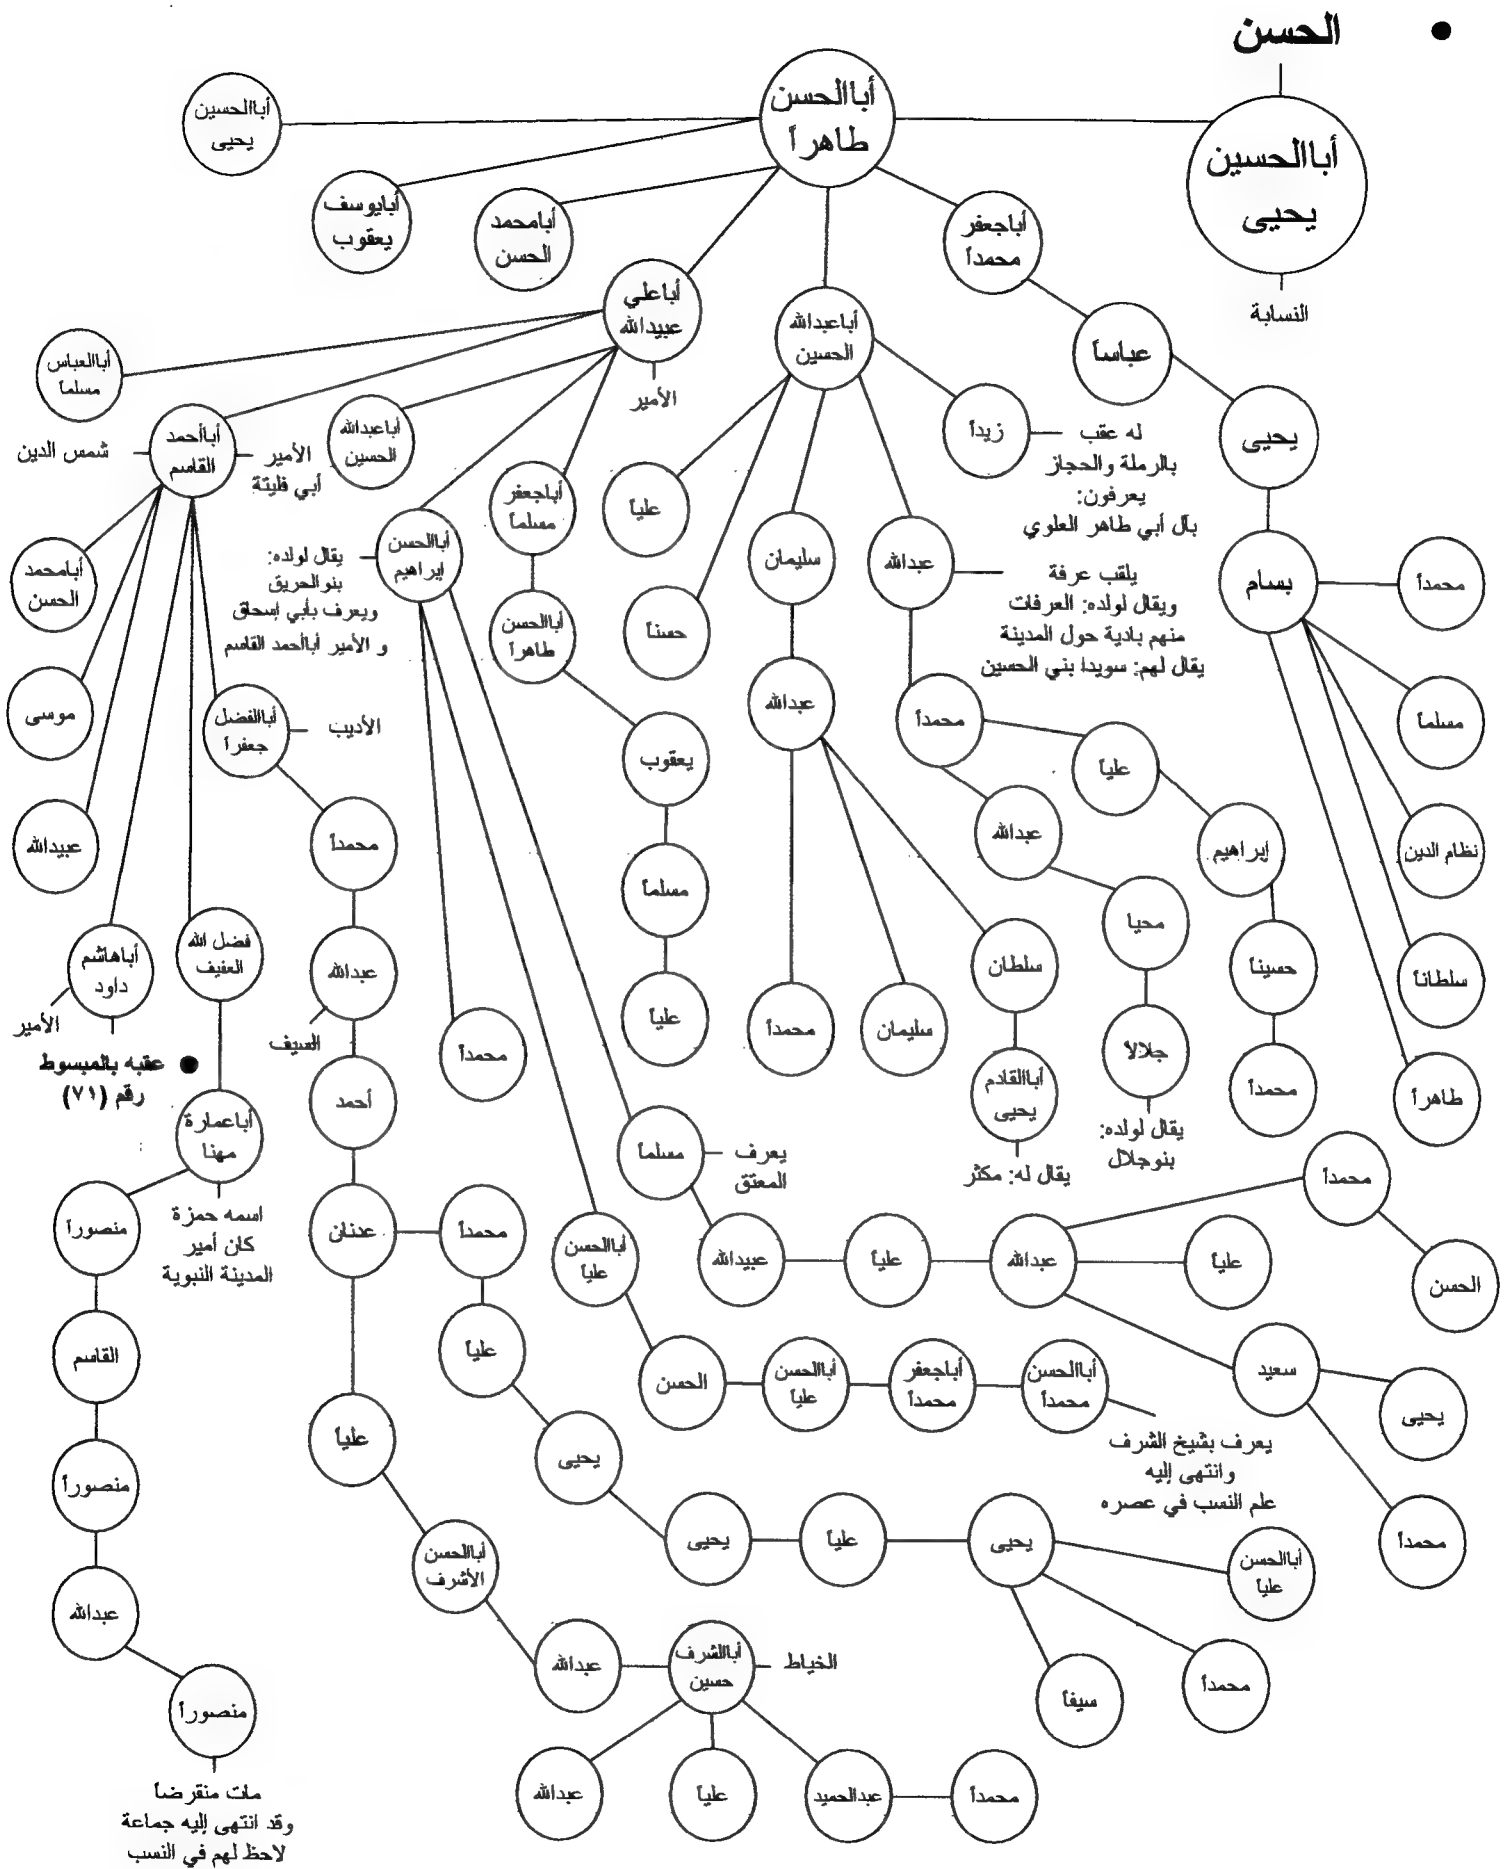 ● الحسن
أباالحسين
يحيى
النسابة
أباالحسن
طاهراً
أباالحسين
يحيى
أبايوسف
يعقوب
أبامحمد
الحسن
أباجعفر
محمداً
أباعلي
عبيدالله
الأمير
أباعبدالله
الحسين
عباساً
يحيى
أباالعباس
مسلماً
أباأحمد
القاسم
شمس الدين
الأمير
أبي فليتة
أباعبدالله
الحسين
زيداً
له عقب
بالرملة والحجاز
يعرفون:
بآل أبي طاهر العلوي
أباجعفر
مسلماً
علياً
سليمان
عبدالله
يلقب عرفة
ويقال لولده: العرفات
منهم بادية حول المدينة
يقال لهم: سويدا بني الحسين
بسام
محمداً
أباالحسن
إبراهيم
يقال لولده:
بنوالحريق
ويعرف بأبي إسحاق
و الأمير أباأحمد القاسم
أبامحمد
الحسن
أباالحسن
طاهراً
حسناً
عبدالله
محمداً
علياً
مسلماً
موسى
أباالفضل
جعفراً
الأديب
يعقوب
عبدالله
إبراهيم
نظام الدين
عبيدالله
محمداً
مسلماً
محيا
حسيناً
سلطاناً
أباهاشم
داود
الأمير
● عقبه بالمبسوط
رقم (٧١)
فضل الله
العفيف
عبدالله
السيف
علياً
سلطان
محمداً
سليمان
محمداً
جلالا
يقال لولده:
بنوجلال
محمداً
طاهراً
أباالقادم
يحيى
يقال له: مكثر
أحمد
أباعمارة
مهنا
اسمه حمزة
كان أمير
المدينة النبوية
مسلماً
يعرف
المعتق
محمداً
منصوراً
عدنان
محمداً
أباالحسن
علياً
عبيدالله
علياً
عبدالله
علياً
الحسن
القاسم
علياً
الحسن
أباالحسن
علياً
أباجعفر
محمداً
أباالحسن
محمداً
يعرف بشيخ الشرف
وانتهى إليه
علم النسب في عصره
سعيد
يحيى
علياً
يحيى
منصوراً
يحيى
علياً
يحيى
أباالحسن
علياً
محمداً
أباالحسن
الأشرف
عبدالله
عبدالله
أباالشرف
حسين
الخياط
سيفاً
محمداً
منصوراً
مات منقرضاً
وقد انتهى إليه جماعة
لاحظ لهم في النسب
عبدالله
علياً
عبدالحميد
محمداً